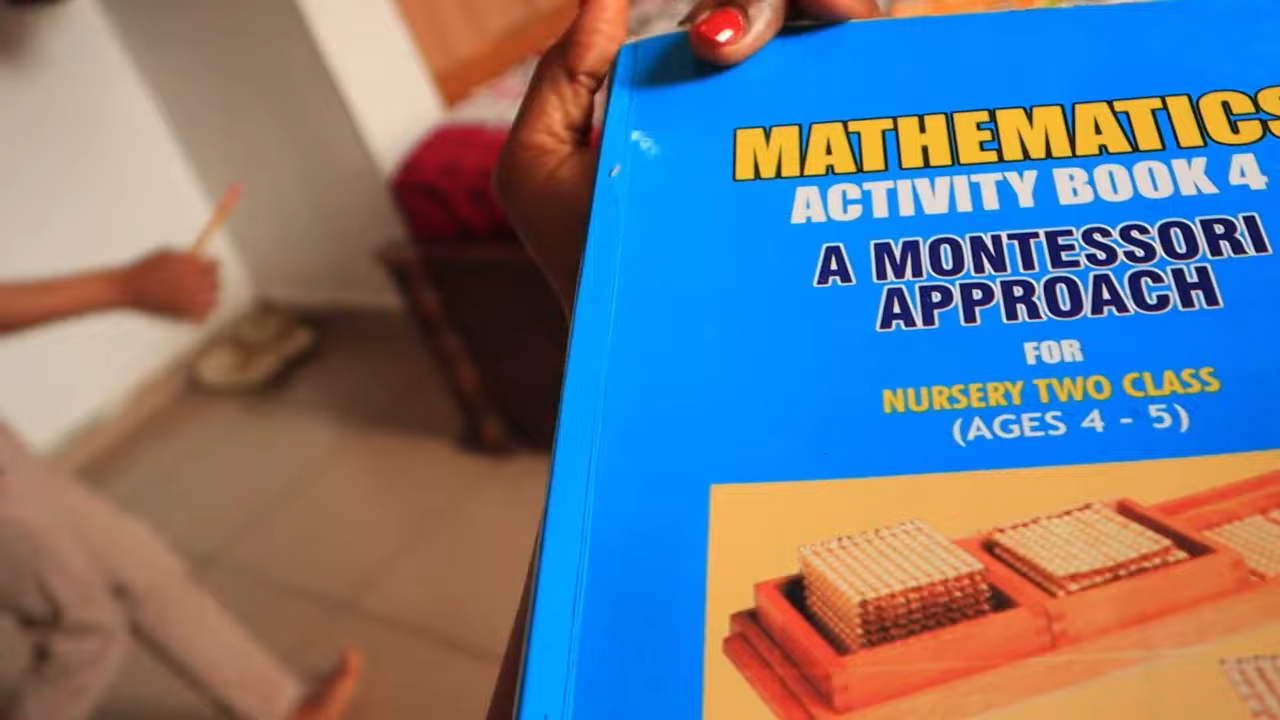 MATHEMATICS
ACTIVITY BOOK 4
A MONTESSORI
APPROACH
FOR
NURSERY TWO CLASS
(AGES 4 - 5)